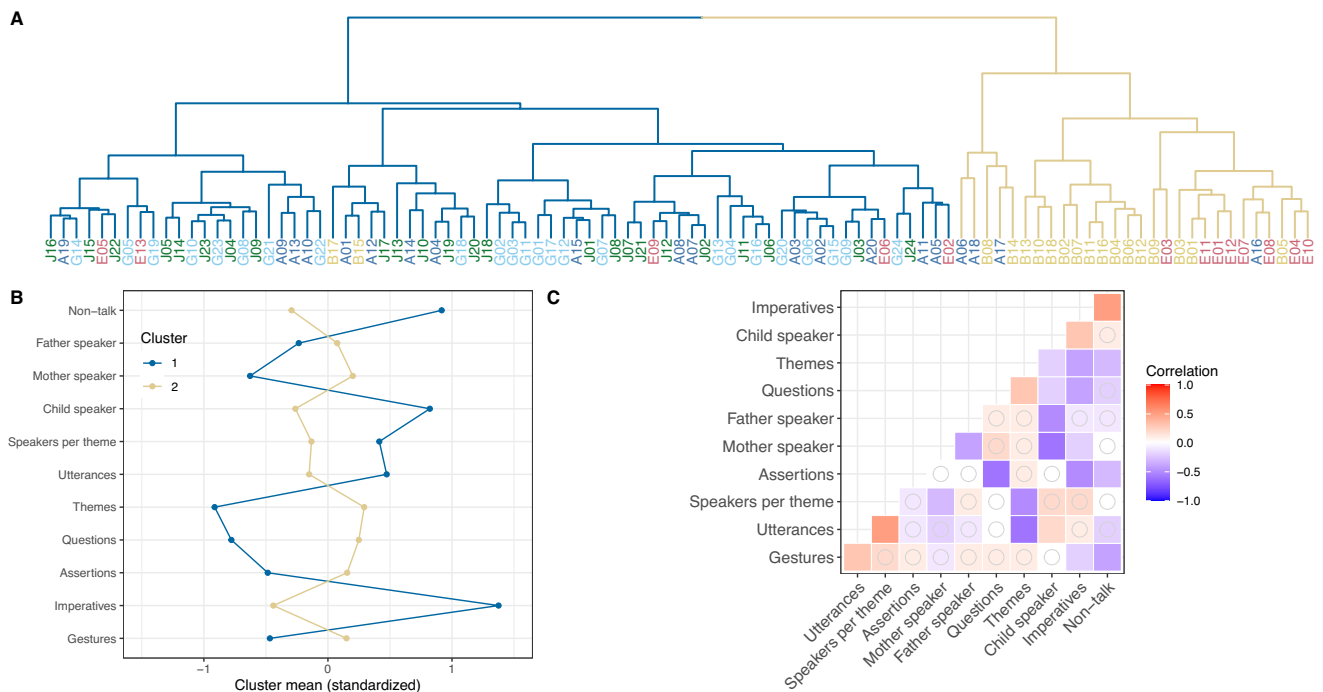 A
J16 A19 G14 J15 E05 J22 G05 E13 J05 J14 G10 J23 G23 J04 G08 J09 G21 A09 A13 A10 G22 B17 A01 B15 A12 J17 J13 A14 J10 A04 J19 G18 J20 J18 G02 G03 G11 G01 G17 G12 A15 J01 G07 J08 J07 J21 E09 J12 A08 A07 J02 G13 G04 J11 J06 G20 A03 G06 A02 G15 G09 J03 A20 E06 G24 J24 A11 A05 E02 A06 A18 B08 A17 B14 B13 B10 B18 B02 B07 B11 B16 B04 B06 B12 B09 E03 B03 B01 E11 E01 E12 E07 A16 E08 B05 E04 E10
B
Non−talk
Father speaker
Mother speaker
Child speaker
Speakers per theme
Utterances
Themes
Questions
Assertions
Imperatives
Gestures
Cluster
1
2
−1
0
1
Cluster mean (standardized)
C
Imperatives
Child speaker
Themes
Questions
Father speaker
Mother speaker
Assertions
Speakers per theme
Utterances
Gestures
Utterances
Speakers per theme
Assertions
Mother speaker
Father speaker
Questions
Themes
Child speaker
Imperatives
Non−talk
Correlation
1.0
0.5
0.0
−0.5
−1.0